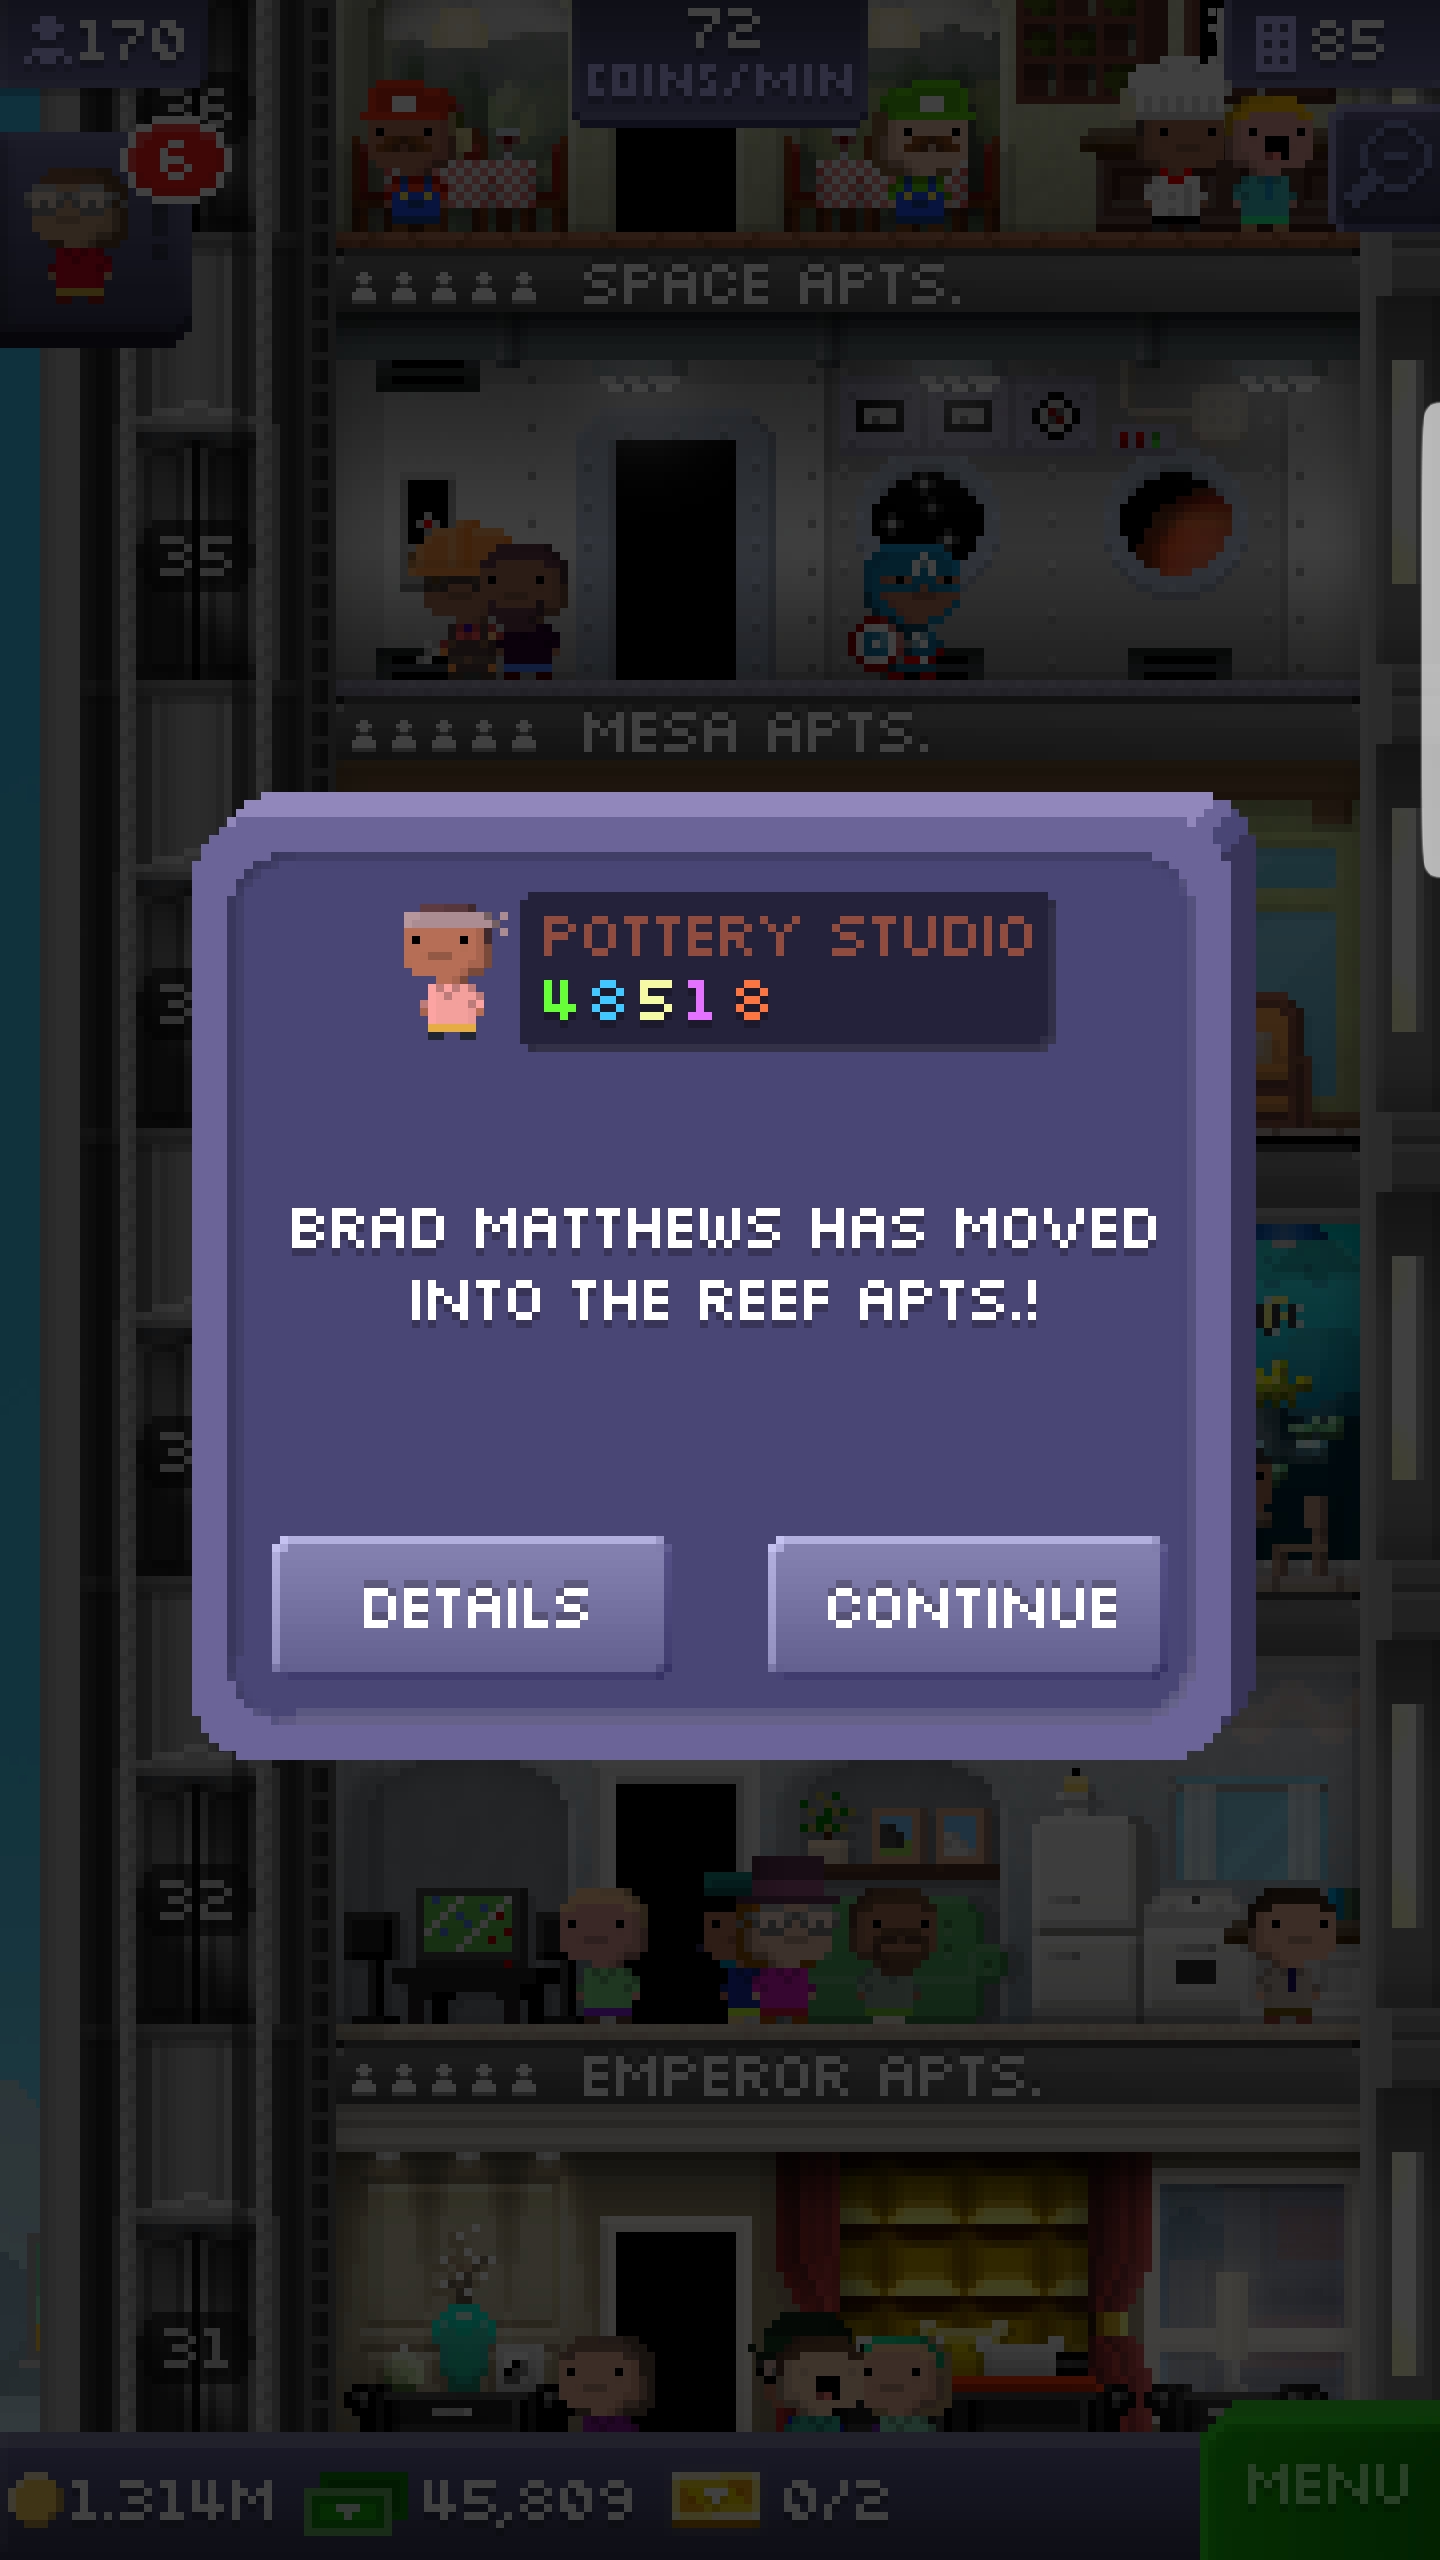 170
72
COINS/MIN
85
6
SPACE APTS.
35
MESA APTS.
POTTERY STUDIO
4 8 5 1 8
BRAD MATTHEWS HAS MOVED
INTO THE REEF APTS.!
DETAILS
CONTINUE
32
EMPEROR APTS.
31
1.314M
45,809
0/2
MENU